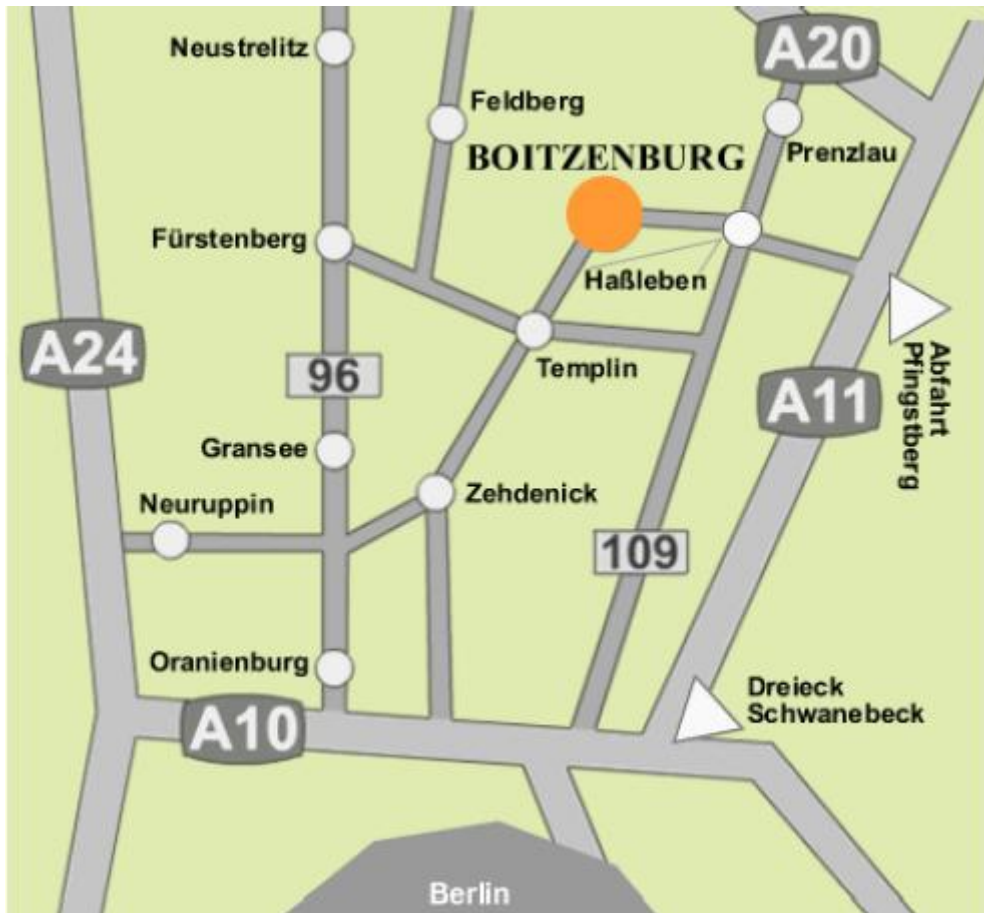 Neustrelitz
A20
Feldberg
BOITZENBURG
Prenzlau
Fürstenberg
Haßleben
A24
96
Templin
A11
Abfahrt
Pfingstberg
Gransee
Neuruppin
Zehdenick
109
Oranienburg
A10
Dreieck
Schwanebeck
Berlin